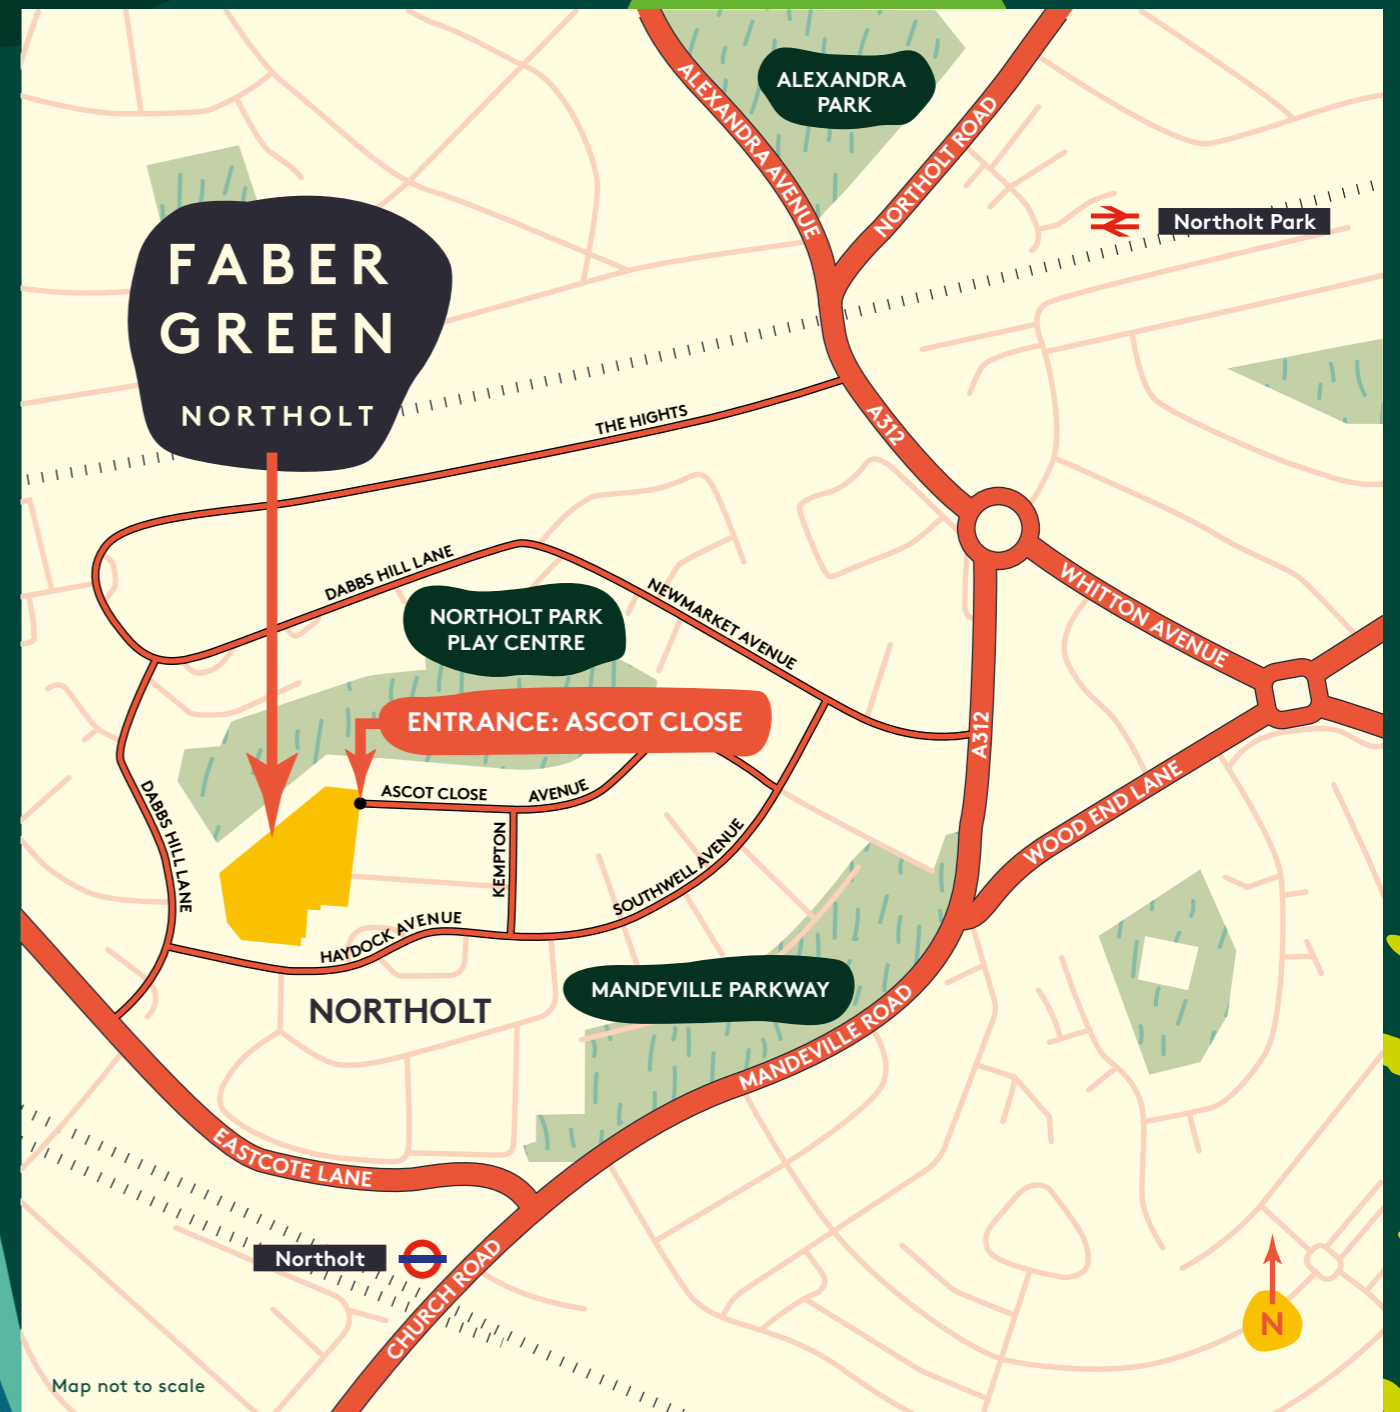 ALEXANDRA
PARK
ALEXANDRA AVENUE
NORTHOLT ROAD
Northolt Park
FABER
GREEN
NORTHOLT
THE HIGHTS
A312
DABBS HILL LANE
NORTHOLT PARK
PLAY CENTRE
NEWMARKET AVENUE
WHITTON AVENUE
ENTRANCE: ASCOT CLOSE
A312
DABBS HILL LANE
ASCOT CLOSE
AVENUE
KEMPTON
WOOD END LANE
SOUTHWELL AVENUE
HAYDOCK AVENUE
MANDEVILLE PARKWAY
NORTHOLT
MANDEVILLE ROAD
EASTCOTE LANE
Northolt
CHURCH ROAD
N
Map not to scale